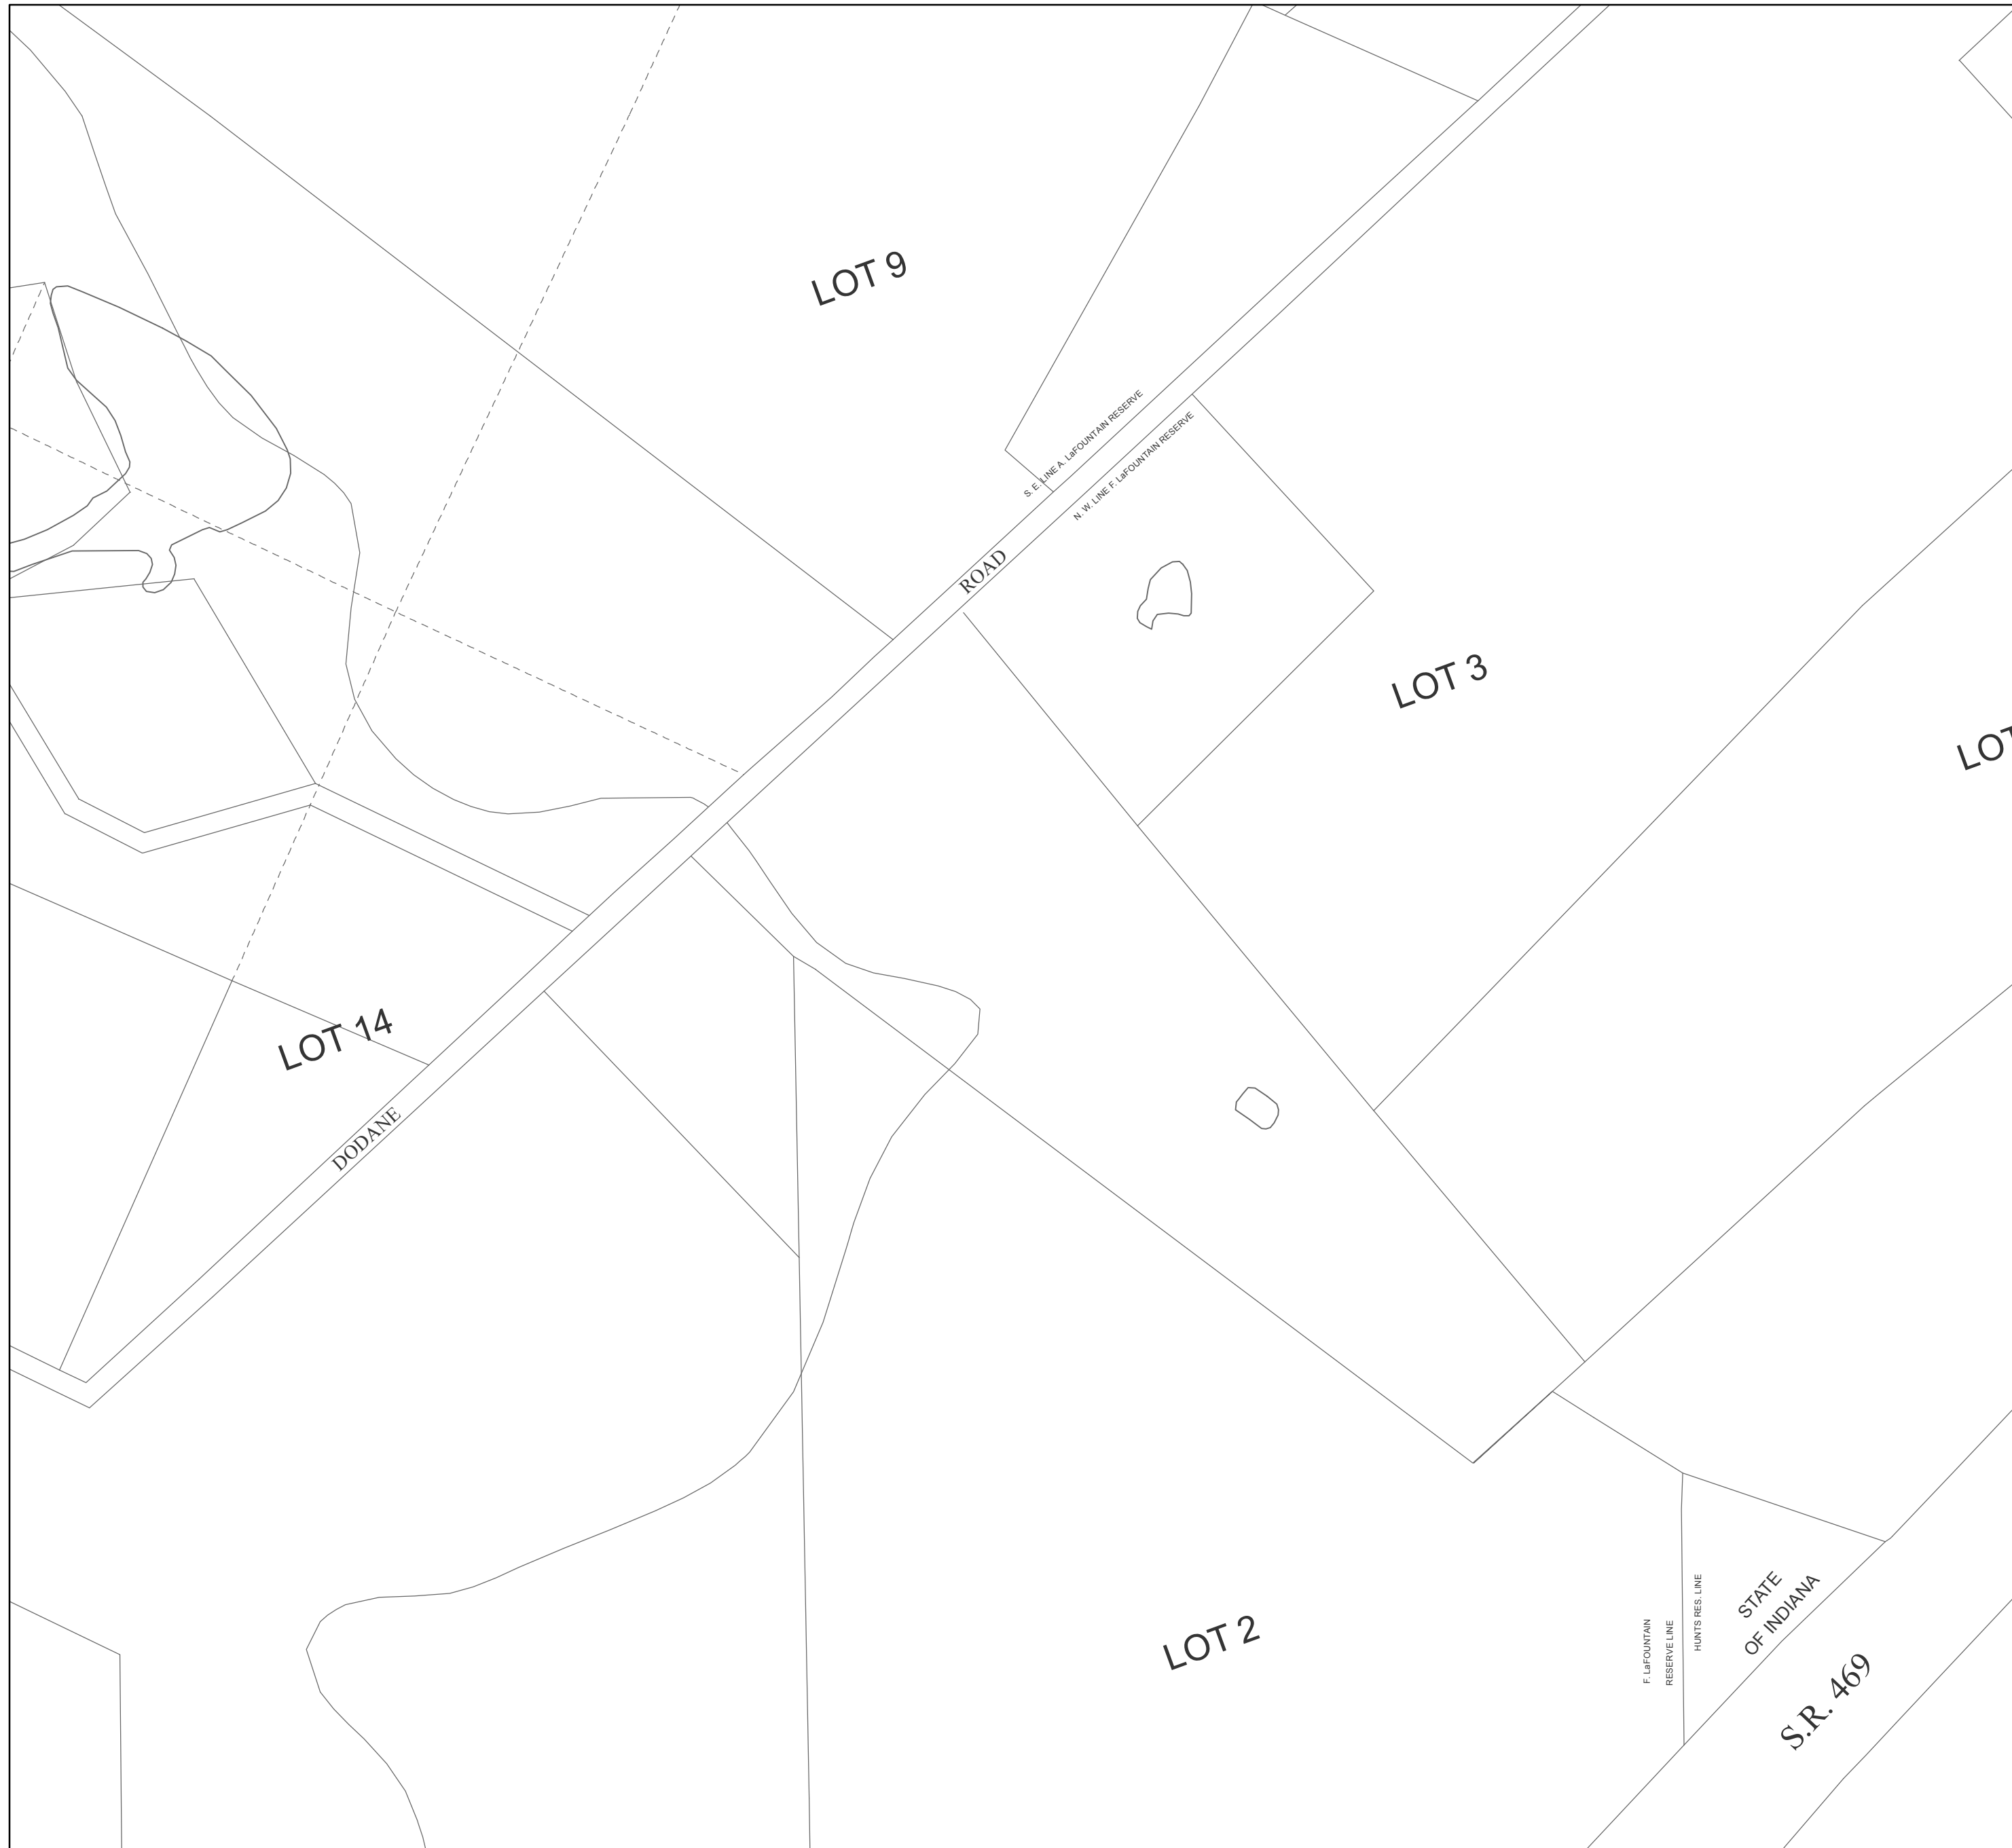 LOT 9
S. E. LINE A. LaFOUNTAIN RESERVE
N. W. LINE F. LaFOUNTAIN RESERVE
ROAD
LOT 3
LOT
LOT 14
DODANE
LOT 2
F. LaFOUNTAIN
RESERVE LINE
HUNTS RES. LINE
STATE
OF INDIANA
S.R. 469